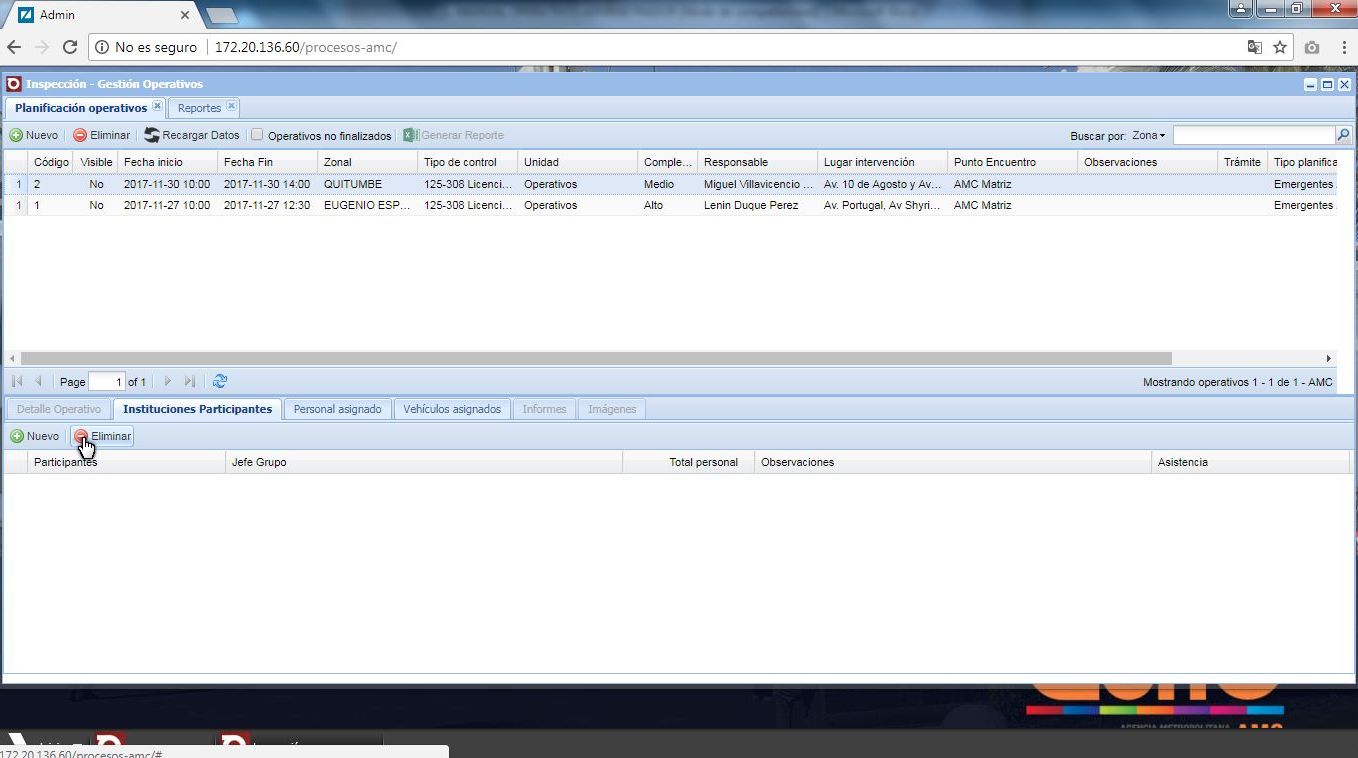 Admin
No es seguro 172.20.136.60/procesos-amc/
Inspección - Gestión Operativos
Planificación operativos Reportes
Nuevo Eliminar Recargar Datos Operativos no finalizados Generar Reporte Buscar por: Zona
Código Visible Fecha inicio Fecha Fin Zonal Tipo de control Unidad Comple... Responsable Lugar intervención Punto Encuentro Observaciones Trámite Tipo planifica
1 2 No 2017-11-30 10:00 2017-11-30 14:00 QUITUMBE 125-308 Licenci... Operativos Medio Miguel Villavicencio ... Av. 10 de Agosto y Av... AMC Matriz Emergentes
1 1 No 2017-11-27 10:00 2017-11-27 12:30 EUGENIO ESP... 125-308 Licenci... Operativos Alto Lenin Duque Perez Av. Portugal, Av Shyri... AMC Matriz Emergentes
Page 1 of 1 Mostrando operativos 1 - 1 de 1 - AMC
Detalle Operativo Instituciones Participantes Personal asignado Vehículos asignados Informes Imágenes
Nuevo Eliminar
Participantes Jefe Grupo Total personal Observaciones Asistencia
AGENCIA METROPOLITANA AMC
172.20.136.60/procesos-amc/#